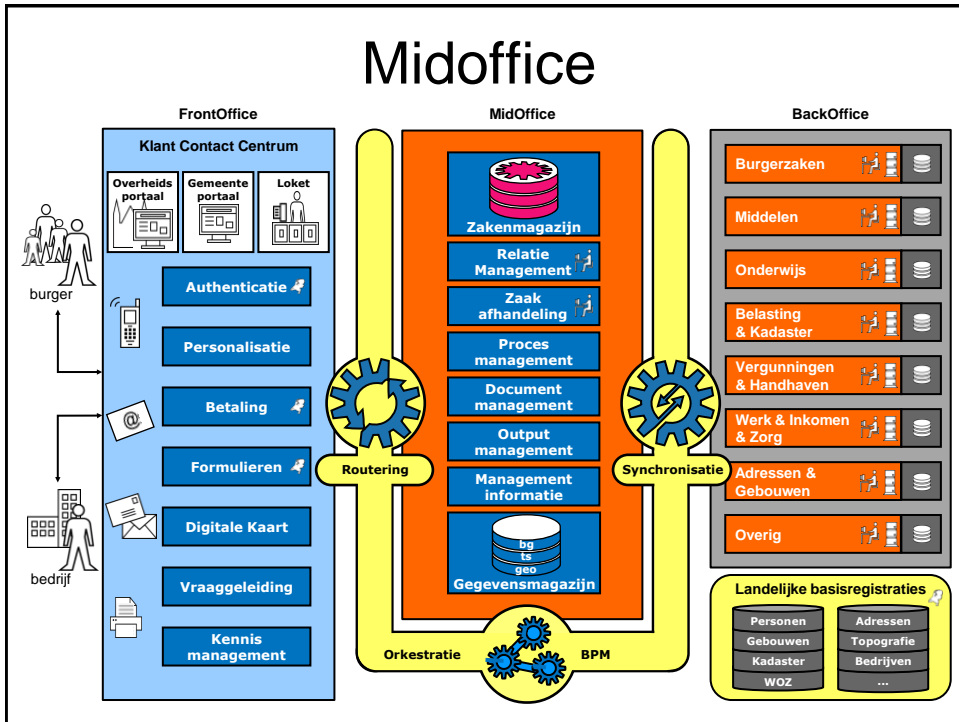 Midoffice
FrontOffice
MidOffice
BackOffice
Klant Contact Centrum
Overheids
portaal
Gemeente
portaal
Loket
burger
bedrijf
@
Authenticatie
Personalisatie
Betaling
Formulieren
Digitale Kaart
Vraaggeleiding
Kennis
management
Routering
Zakenmagazijn
Relatie
Management
Zaak
afhandeling
Proces
management
Document
management
Output
management
Management
informatie
bg
ts
geo
Gegevensmagazijn
Synchronisatie
Orkestratie
BPM
Burgerzaken
Middelen
Onderwijs
Belasting
& Kadaster
Vergunningen
& Handhaven
Werk & Inkomen
& Zorg
Adressen &
Gebouwen
Overig
Landelijke basisregistraties
Personen
Gebouwen
Kadaster
WOZ
Adressen
Topografie
Bedrijven
...